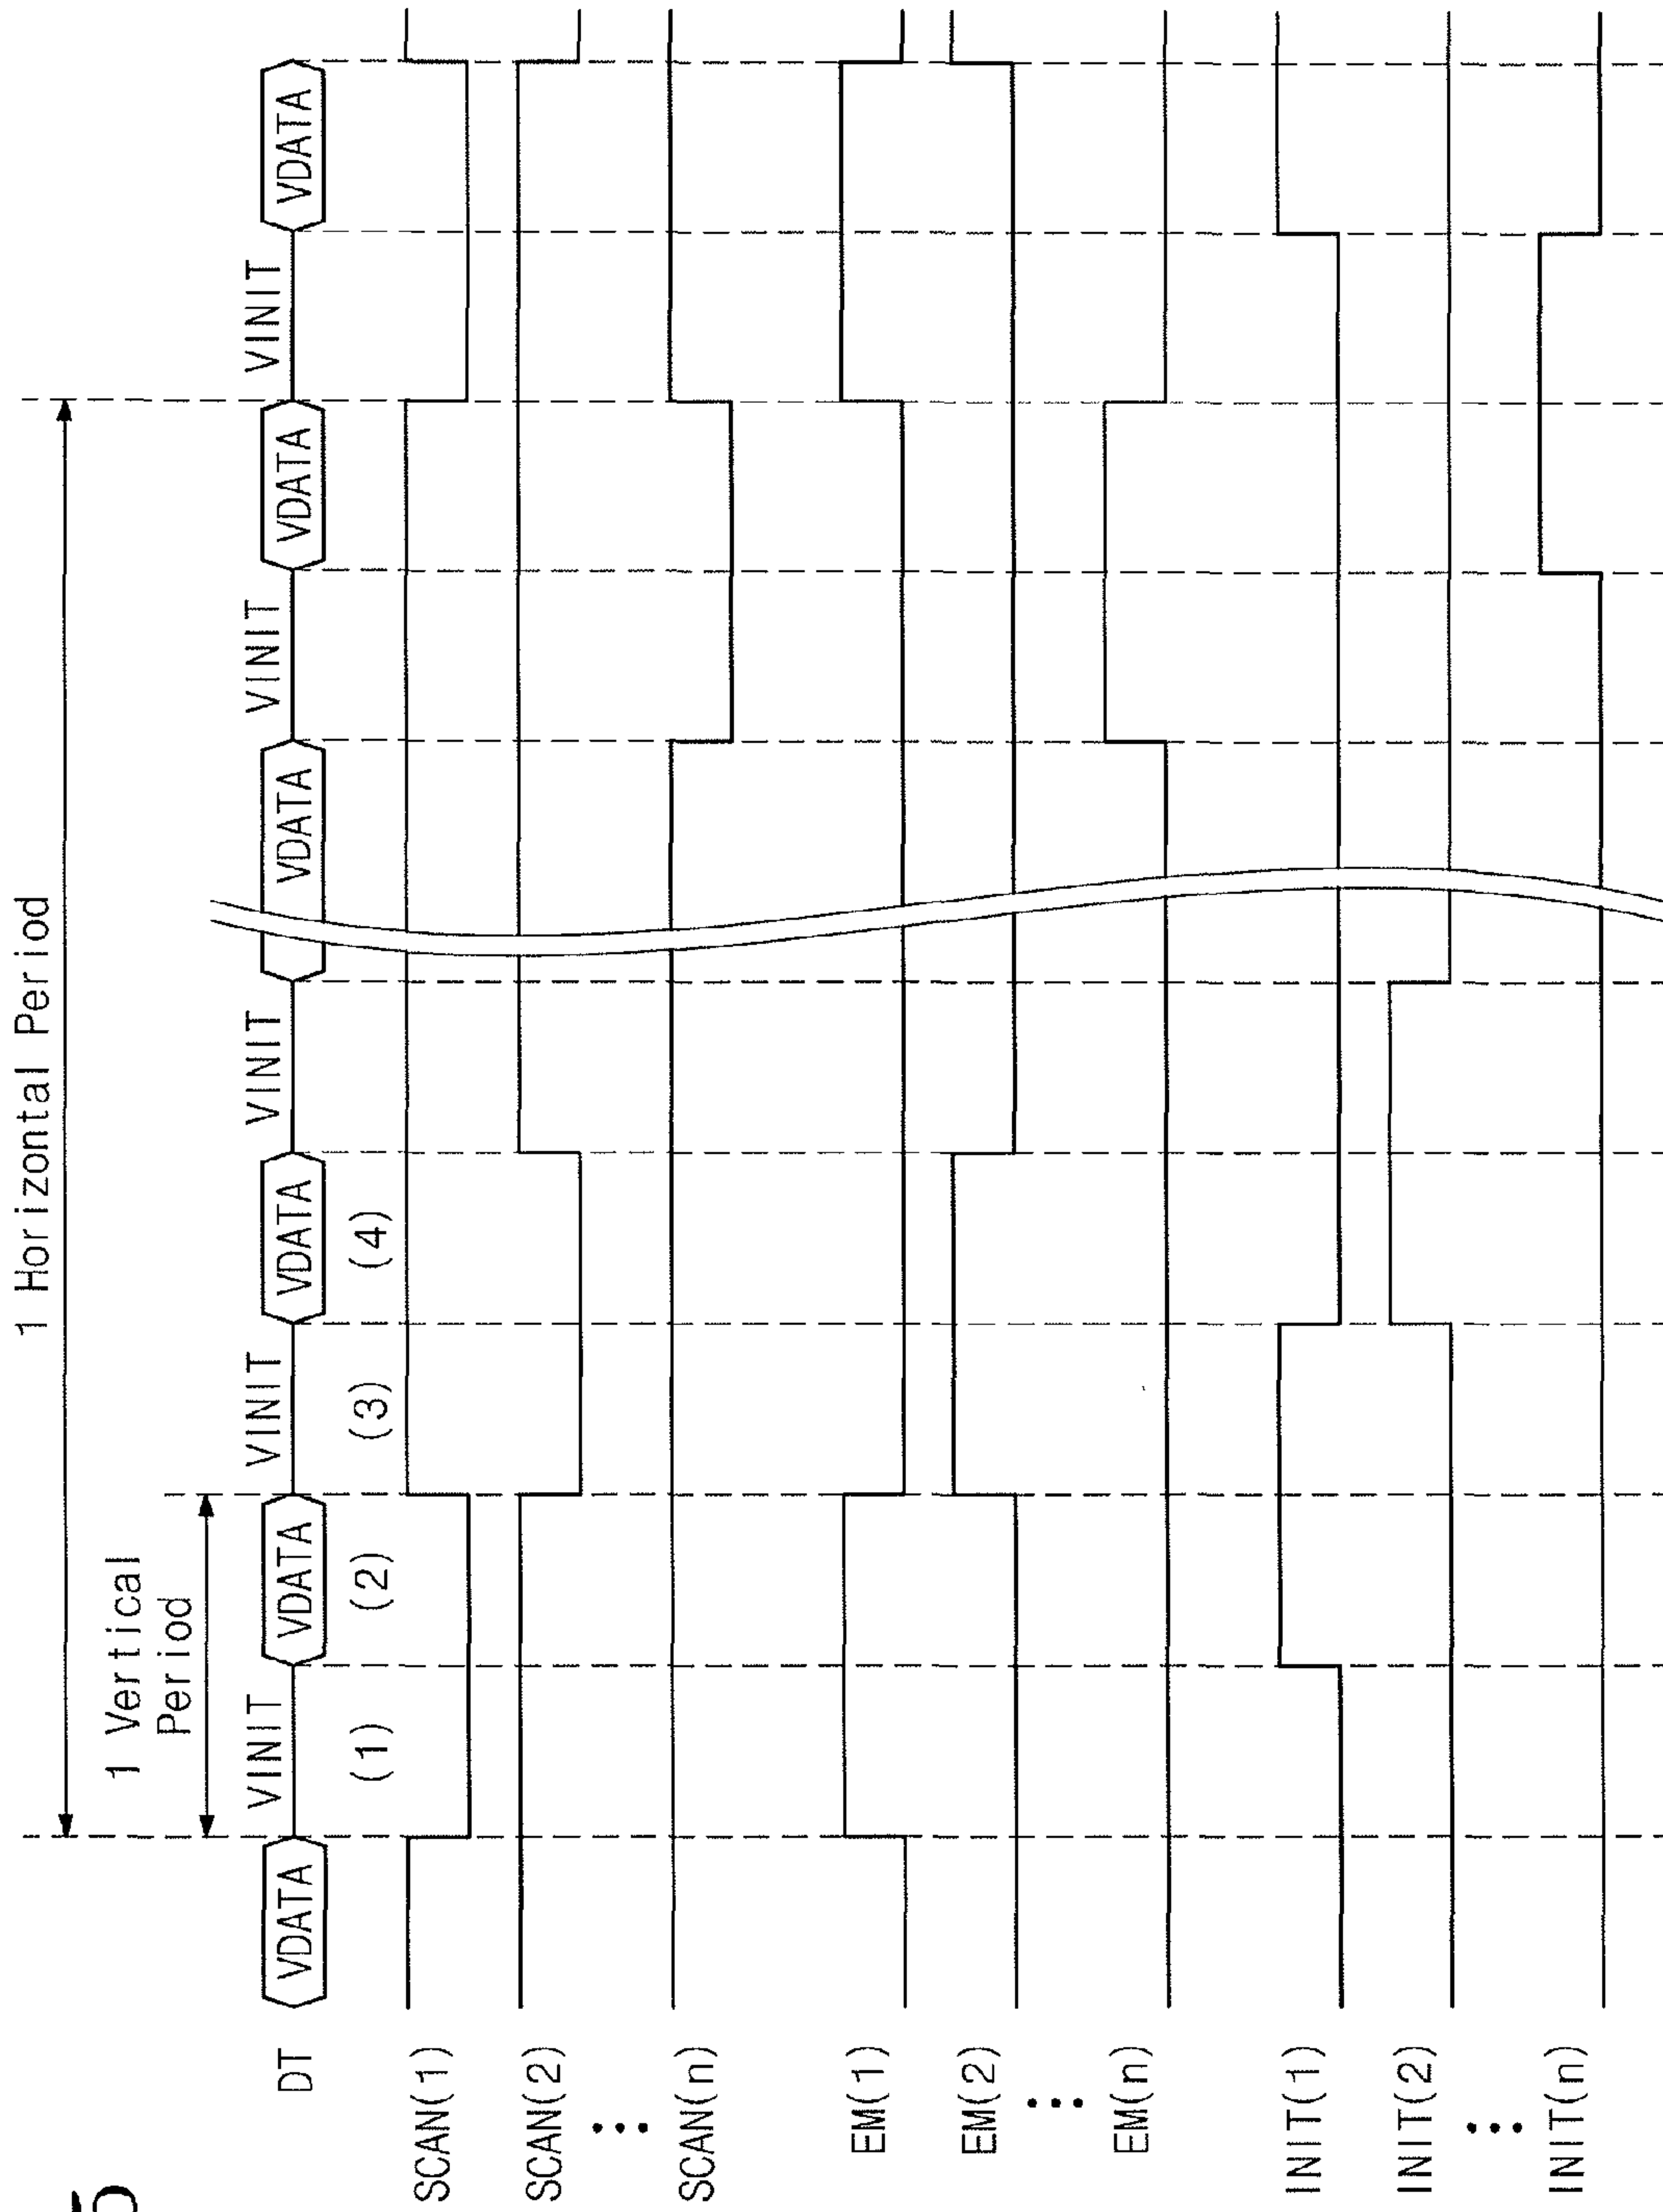 5
1 Horizontal Period
1 Vertical
Period
VINIT VINIT VINIT VINIT VINIT
DT VDATA VDATA VDATA VDATA VDATA VDATA
(1) (2) (3) (4)
SCAN(1)
SCAN(2)
SCAN(n)
EM(1)
EM(2)
EM(n)
INIT(1)
INIT(2)
INIT(n)